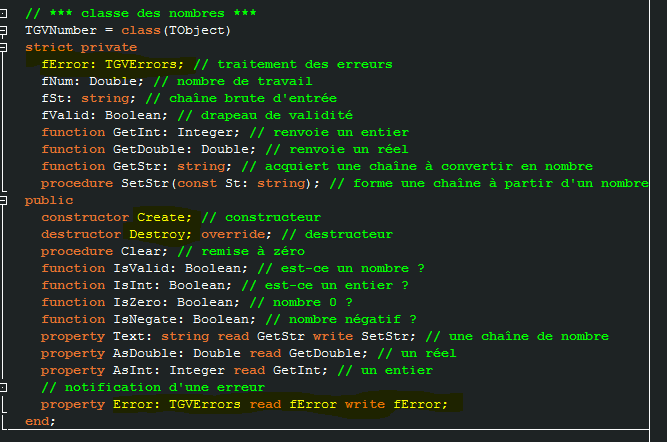 // *** classe des nombres ***
TGVNumber = class(TObject)
strict private
fError: TGVErrors; // traitement des erreurs
fNum: Double; // nombre de travail
fSt: string; // chaîne brute d'entrée
fValid: Boolean; // drapeau de validité
function GetInt: Integer; // renvoie un entier
function GetDouble: Double; // renvoie un réel
function GetStr: string; // acquiert une chaîne à convertir en nombre
procedure SetStr(const St: string); // forme une chaîne à partir d'un nombre
public
constructor Create; // constructeur
destructor Destroy; override; // destructeur
procedure Clear; // remise à zéro
function IsValid: Boolean; // est-ce un nombre ?
function IsInt: Boolean; // est-ce un entier ?
function IsZero: Boolean; // nombre 0 ?
function IsNegate: Boolean; // nombre négatif ?
property Text: string read GetStr write SetStr; // une chaîne de nombre
property AsDouble: Double read GetDouble; // un réel
property AsInt: Integer read GetInt; // un entier
// notification d'une erreur
property Error: TGVErrors read fError write fError;
end;